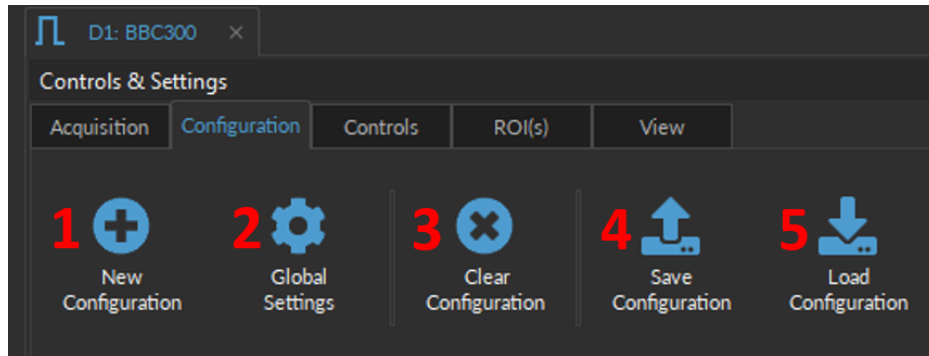 D1: BBC300 ×
Controls & Settings
Acquisition Configuration Controls ROI(s) View
1 2 3 4 5
New Global Clear Save Load
Configuration Settings Configuration Configuration Configuration